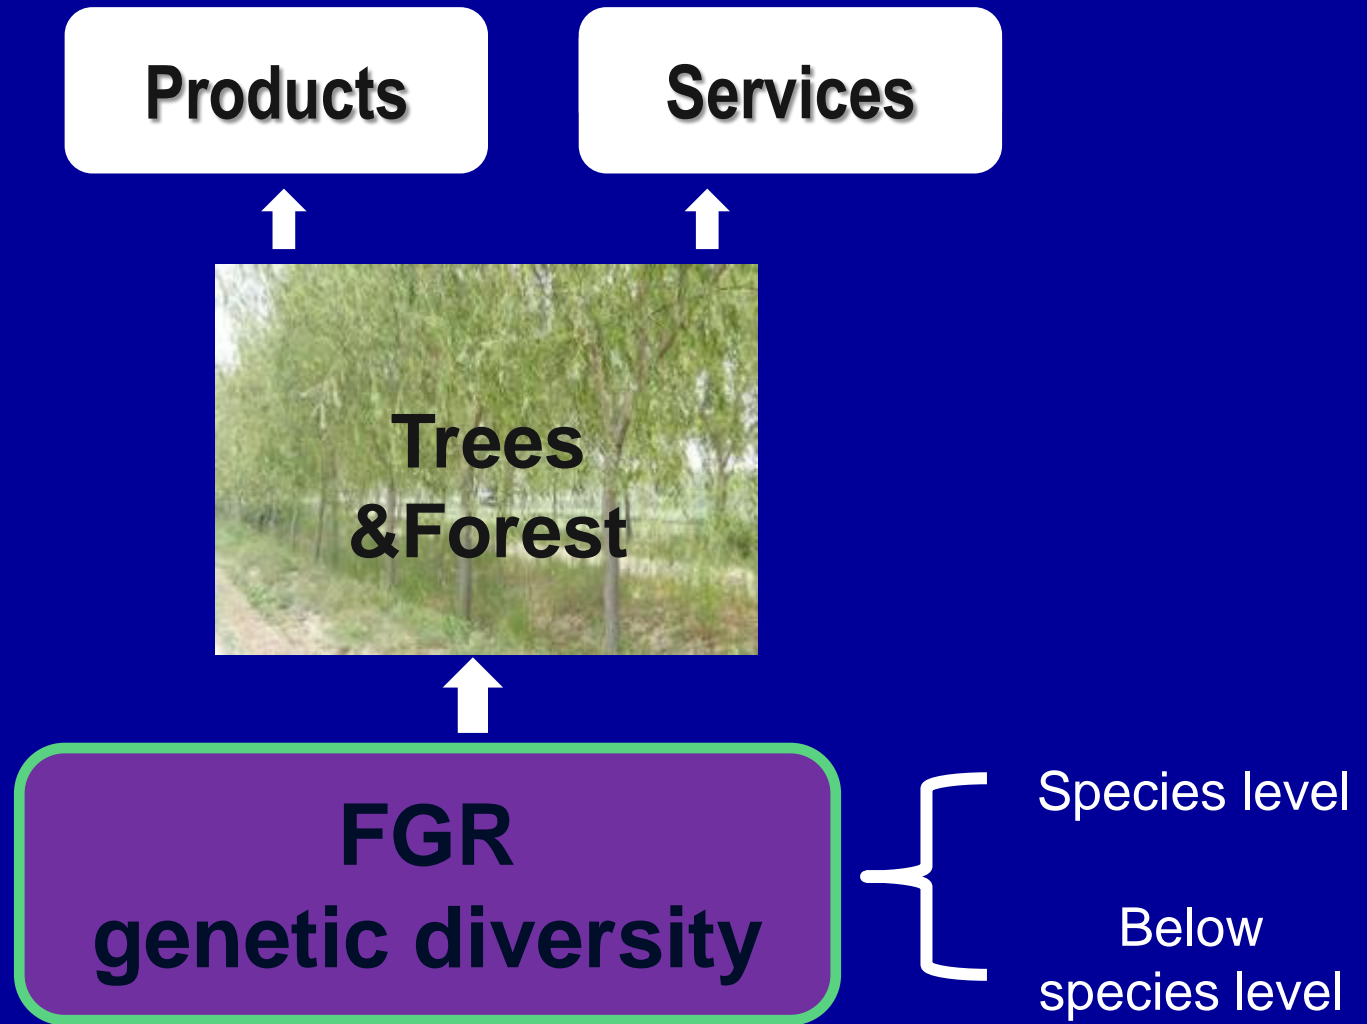 Products
Services
Trees
&Forest
FGR
genetic diversity
Species level
Below
species level